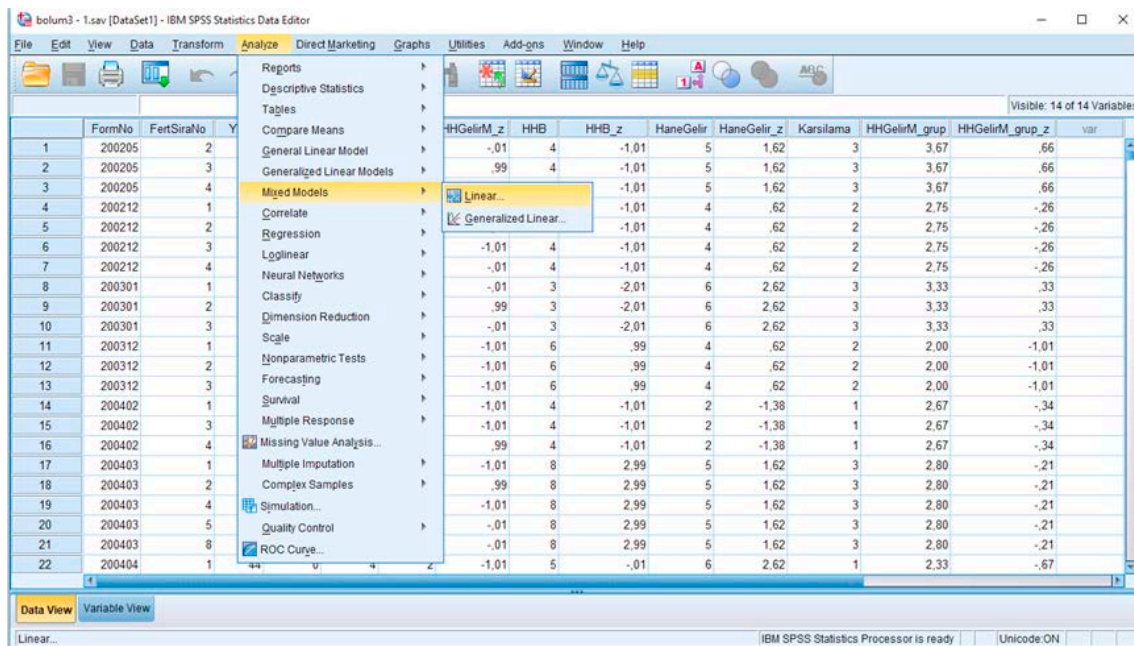 bolum3 - 1.sav [DataSet1] - IBM SPSS Statistics Data Editor
File Edit View Data Transform Analyze Direct Marketing Graphs Utilities Add-ons Window Help
Visible: 14 of 14 Variables
Reports
Descriptive Statistics
Tables
Compare Means
General Linear Model
Generalized Linear Models
Mixed Models
Correlate
Regression
Loglinear
Neural Networks
Classify
Dimension Reduction
Scale
Nonparametric Tests
Forecasting
Survival
Multiple Response
Missing Value Analysis...
Multiple Imputation
Complex Samples
Simulation...
Quality Control
ROC Curve...
Linear...
Generalized Linear...
FormNo FertSiraNo Y HHGelirM_z HHB HHB_z HaneGelir HaneGelir_z Karsilama HHGelirM_grup HHGelirM_grup_z var
1 200205 2 -,01 4 -1,01 5 1,62 3 3,67 ,66
2 200205 3 ,99 4 -1,01 5 1,62 3 3,67 ,66
3 200205 4 -1,01 5 1,62 3 3,67 ,66
4 200212 1 -1,01 4 ,62 2 2,75 -,26
5 200212 2 -1,01 4 ,62 2 2,75 -,26
6 200212 3 -1,01 4 -1,01 4 ,62 2 2,75 -,26
7 200212 4 -,01 4 -1,01 4 ,62 2 2,75 -,26
8 200301 1 -,01 3 -2,01 6 2,62 3 3,33 ,33
9 200301 2 ,99 3 -2,01 6 2,62 3 3,33 ,33
10 200301 3 -,01 3 -2,01 6 2,62 3 3,33 ,33
11 200312 1 -1,01 6 ,99 4 ,62 2 2,00 -1,01
12 200312 2 -1,01 6 ,99 4 ,62 2 2,00 -1,01
13 200312 3 -1,01 6 ,99 4 ,62 2 2,00 -1,01
14 200402 1 -1,01 4 -1,01 2 -1,38 1 2,67 -,34
15 200402 3 -1,01 4 -1,01 2 -1,38 1 2,67 -,34
16 200402 4 ,99 4 -1,01 2 -1,38 1 2,67 -,34
17 200403 1 -1,01 8 2,99 5 1,62 3 2,80 -,21
18 200403 2 ,99 8 2,99 5 1,62 3 2,80 -,21
19 200403 4 -1,01 8 2,99 5 1,62 3 2,80 -,21
20 200403 5 -,01 8 2,99 5 1,62 3 2,80 -,21
21 200403 8 -,01 8 2,99 5 1,62 3 2,80 -,21
22 200404 1 44 0 4 2 -1,01 5 -,01 6 2,62 1 2,33 -,67
Data View Variable View
Linear... IBM SPSS Statistics Processor is ready Unicode:ON